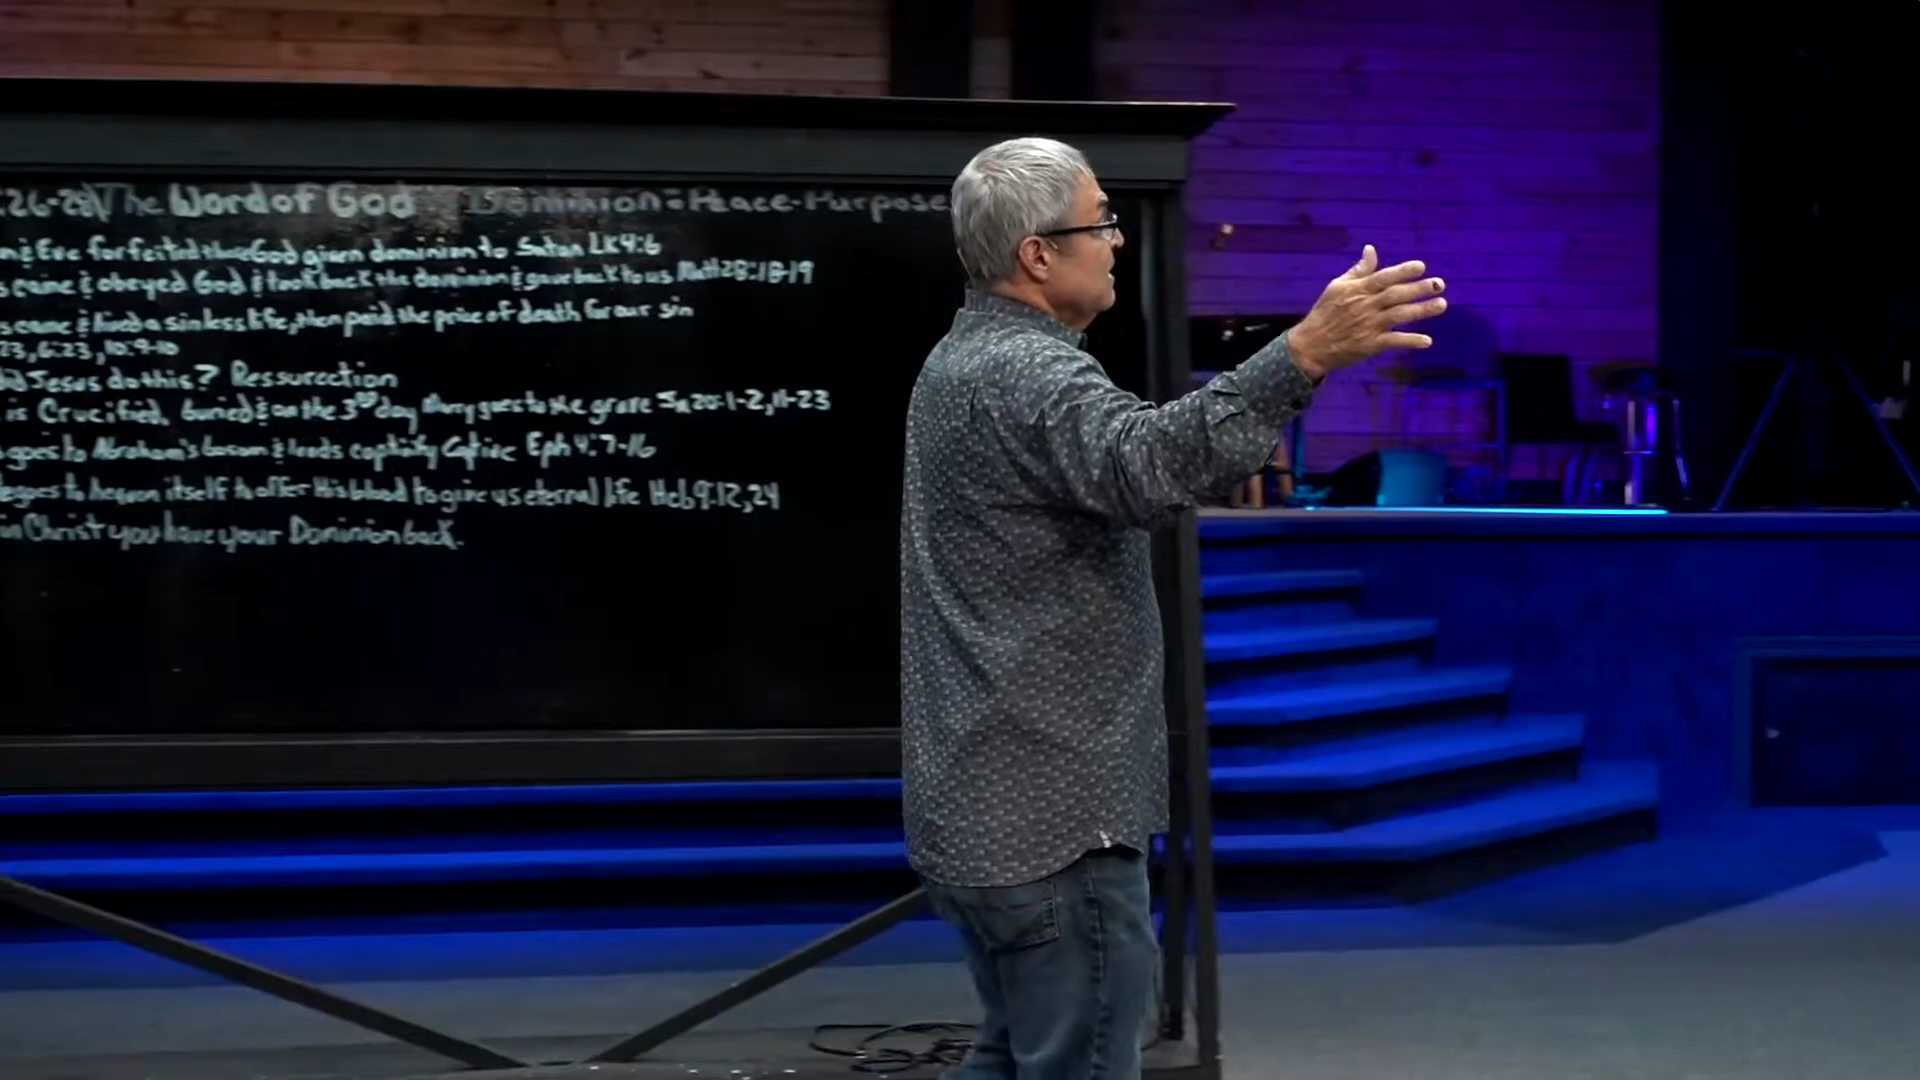 :26-28) The Word of God Dominion = Peace - Purpose
n & Eve forfeited God given dominion to Satan Lk 4:6
s came & obeyed God & took back the dominion & gave back to us Matt 28:18-19
s came & lived a sinless life, then paid the price of death for our sin
23, 6:23, 10:9-10
did Jesus do this? Ressurection
is Crucified, buried & on the 3rd day Mary goes to the grave Jn 20:1-2, 11-23
goes to Abraham's bosom & leads captivity Captive Eph 4:7-16
goes to heaven itself to offer His blood to give us eternal life Heb 9:12,24
in Christ you have your Dominion back.